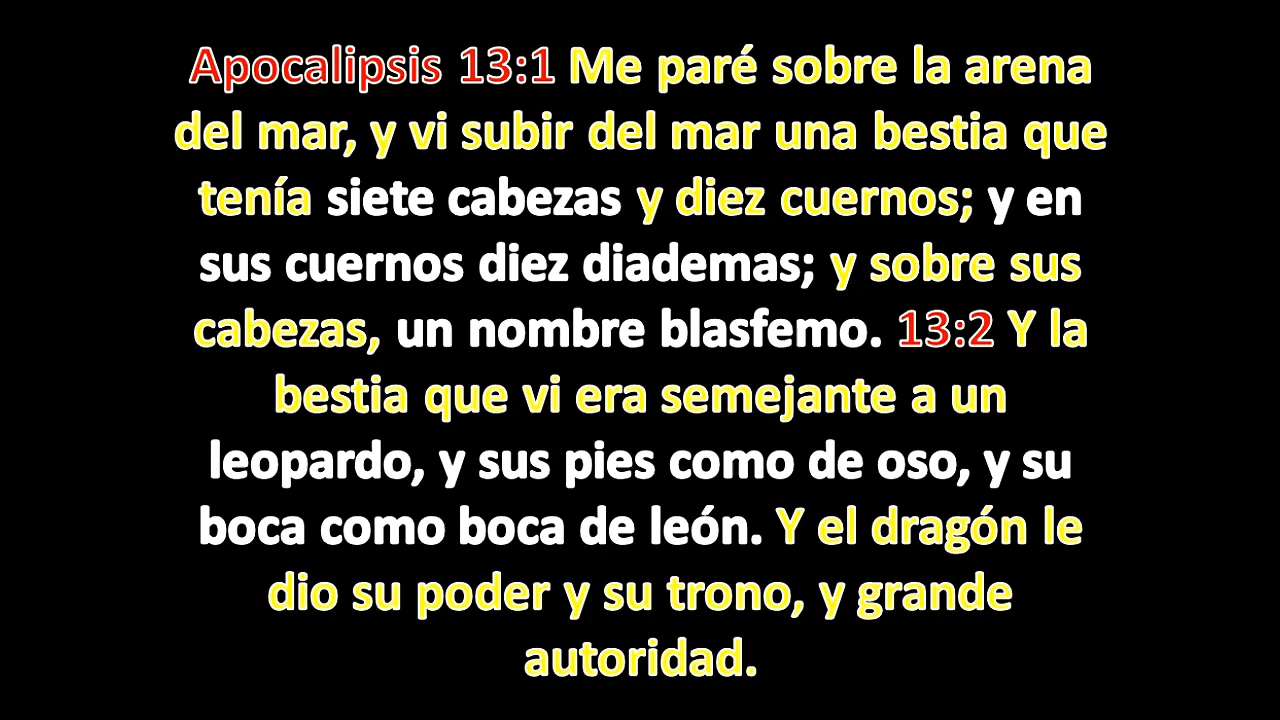 Apocalipsis 13:1 Me paré sobre la arena
del mar, y vi subir del mar una bestia que
tenía siete cabezas y diez cuernos; y en
sus cuernos diez diademas; y sobre sus
cabezas, un nombre blasfemo. 13:2 Y la
bestia que vi era semejante a un
leopardo, y sus pies como de oso, y su
boca como boca de león. Y el dragón le
dio su poder y su trono, y grande
autoridad.